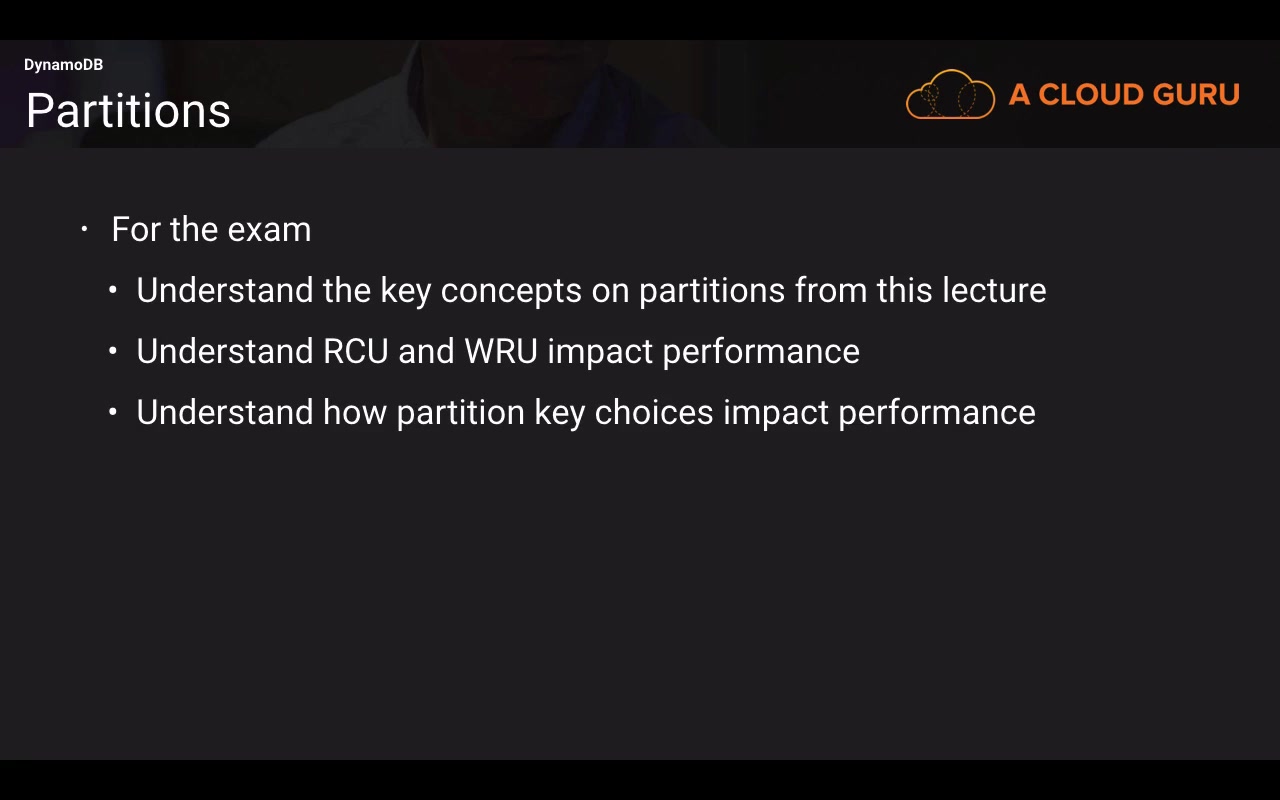 DynamoDB
Partitions
A CLOUD GURU
• For the exam
• Understand the key concepts on partitions from this lecture
• Understand RCU and WRU impact performance
• Understand how partition key choices impact performance